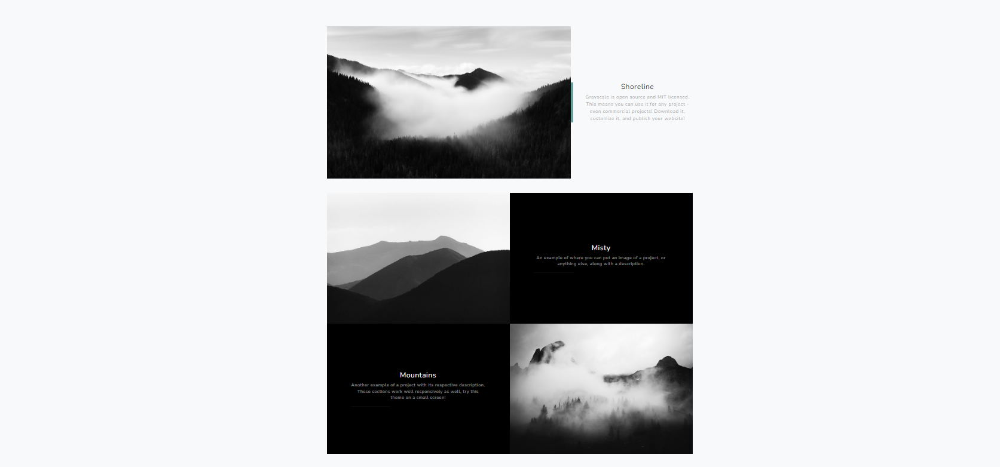 Shoreline
Grayscale is open source and MIT licensed.
This means you can use it for any project -
even commercial projects! Download it,
customize it, and publish your website!
Misty
An example of where you can put an image of a project, or
anything else, along with a description.
Mountains
Another example of a project with its respective description.
These sections work well responsively as well, try this
theme on a small screen!